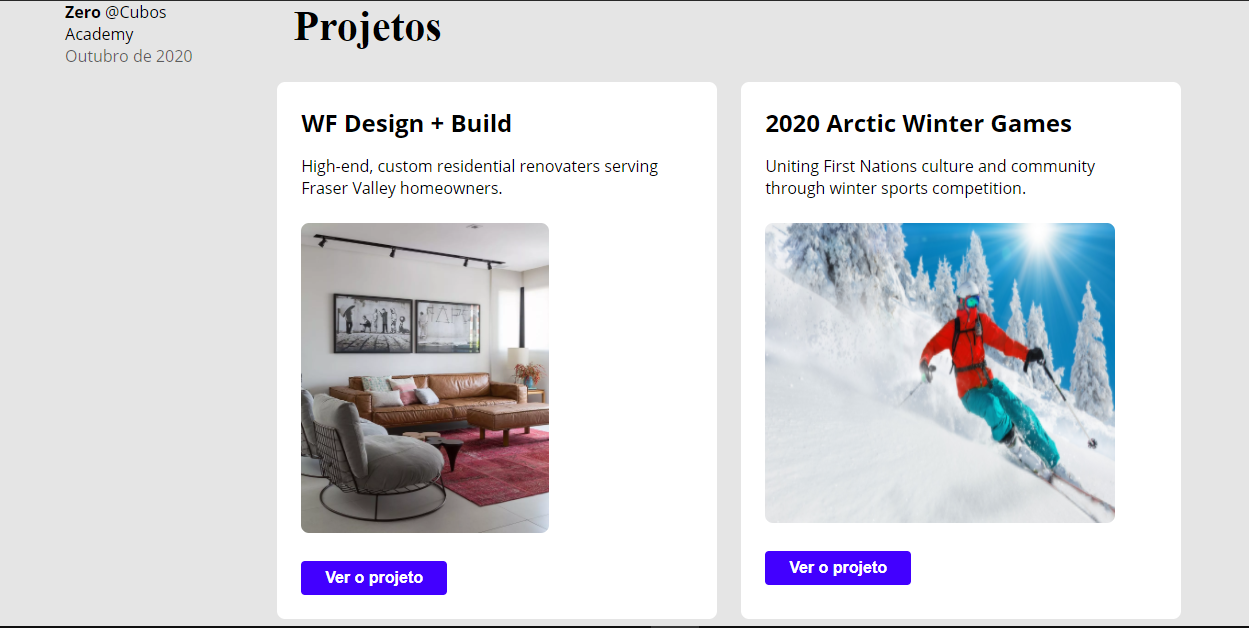 Zero @Cubos
Academy
Outubro de 2020
Projetos
WF Design + Build
High-end, custom residential renovaters serving
Fraser Valley homeowners.
Ver o projeto
2020 Arctic Winter Games
Uniting First Nations culture and community
through winter sports competition.
Ver o projeto